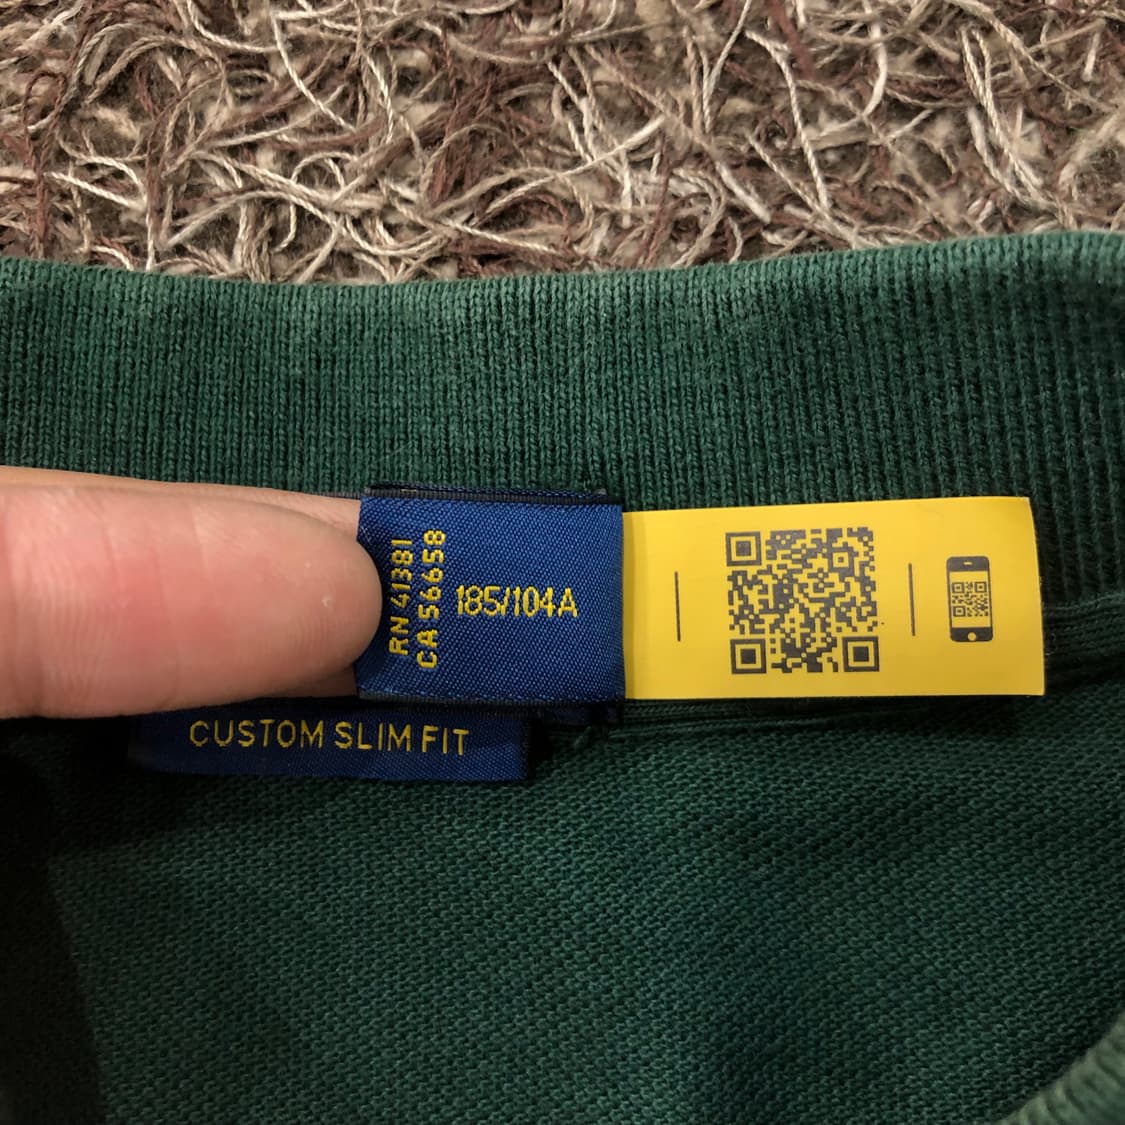 RN 41381
CA 56658
185/104A
CUSTOM SLIM FIT